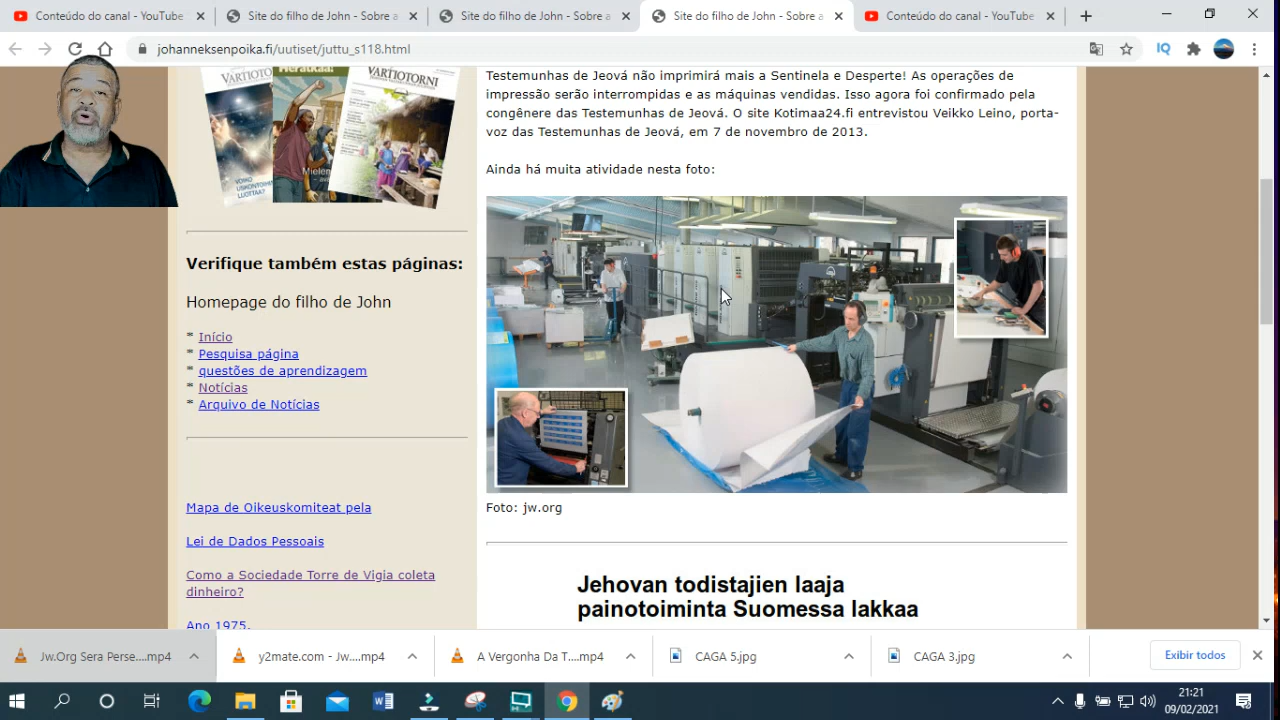 Conteúdo do canal - YouTube
Site do filho de John - Sobre a
Site do filho de John - Sobre a
Site do filho de John - Sobre a
Conteúdo do canal - YouTube
johanneksenpoika.fi/uutiset/juttu_s118.html
VARTIOTO
Herätkää!
VARTIOTORNI
VOIKO
USKONTOIHIN
LUOTTAA?
Verifique também estas páginas:
Homepage do filho de John
* Início
* Pesquisa página
* questões de aprendizagem
* Notícias
* Arquivo de Notícias
Mapa de Oikeuskomiteat pela
Lei de Dados Pessoais
Como a Sociedade Torre de Vigia coleta
dinheiro?
Ano 1975.
Testemunhas de Jeová não imprimirá mais a Sentinela e Desperte! As operações de
impressão serão interrompidas e as máquinas vendidas. Isso agora foi confirmado pela
congênere das Testemunhas de Jeová. O site Kotimaa24.fi entrevistou Veikko Leino, porta-
voz das Testemunhas de Jeová, em 7 de novembro de 2013.
Ainda há muita atividade nesta foto:
Foto: jw.org
Jehovan todistajien laaja
painotoiminta Suomessa lakkaa
Jw.Org Sera Perse....mp4
y2mate.com - Jw....mp4
A Vergonha Da T....mp4
CAGA 5.jpg
CAGA 3.jpg
Exibir todos
21:21
09/02/2021